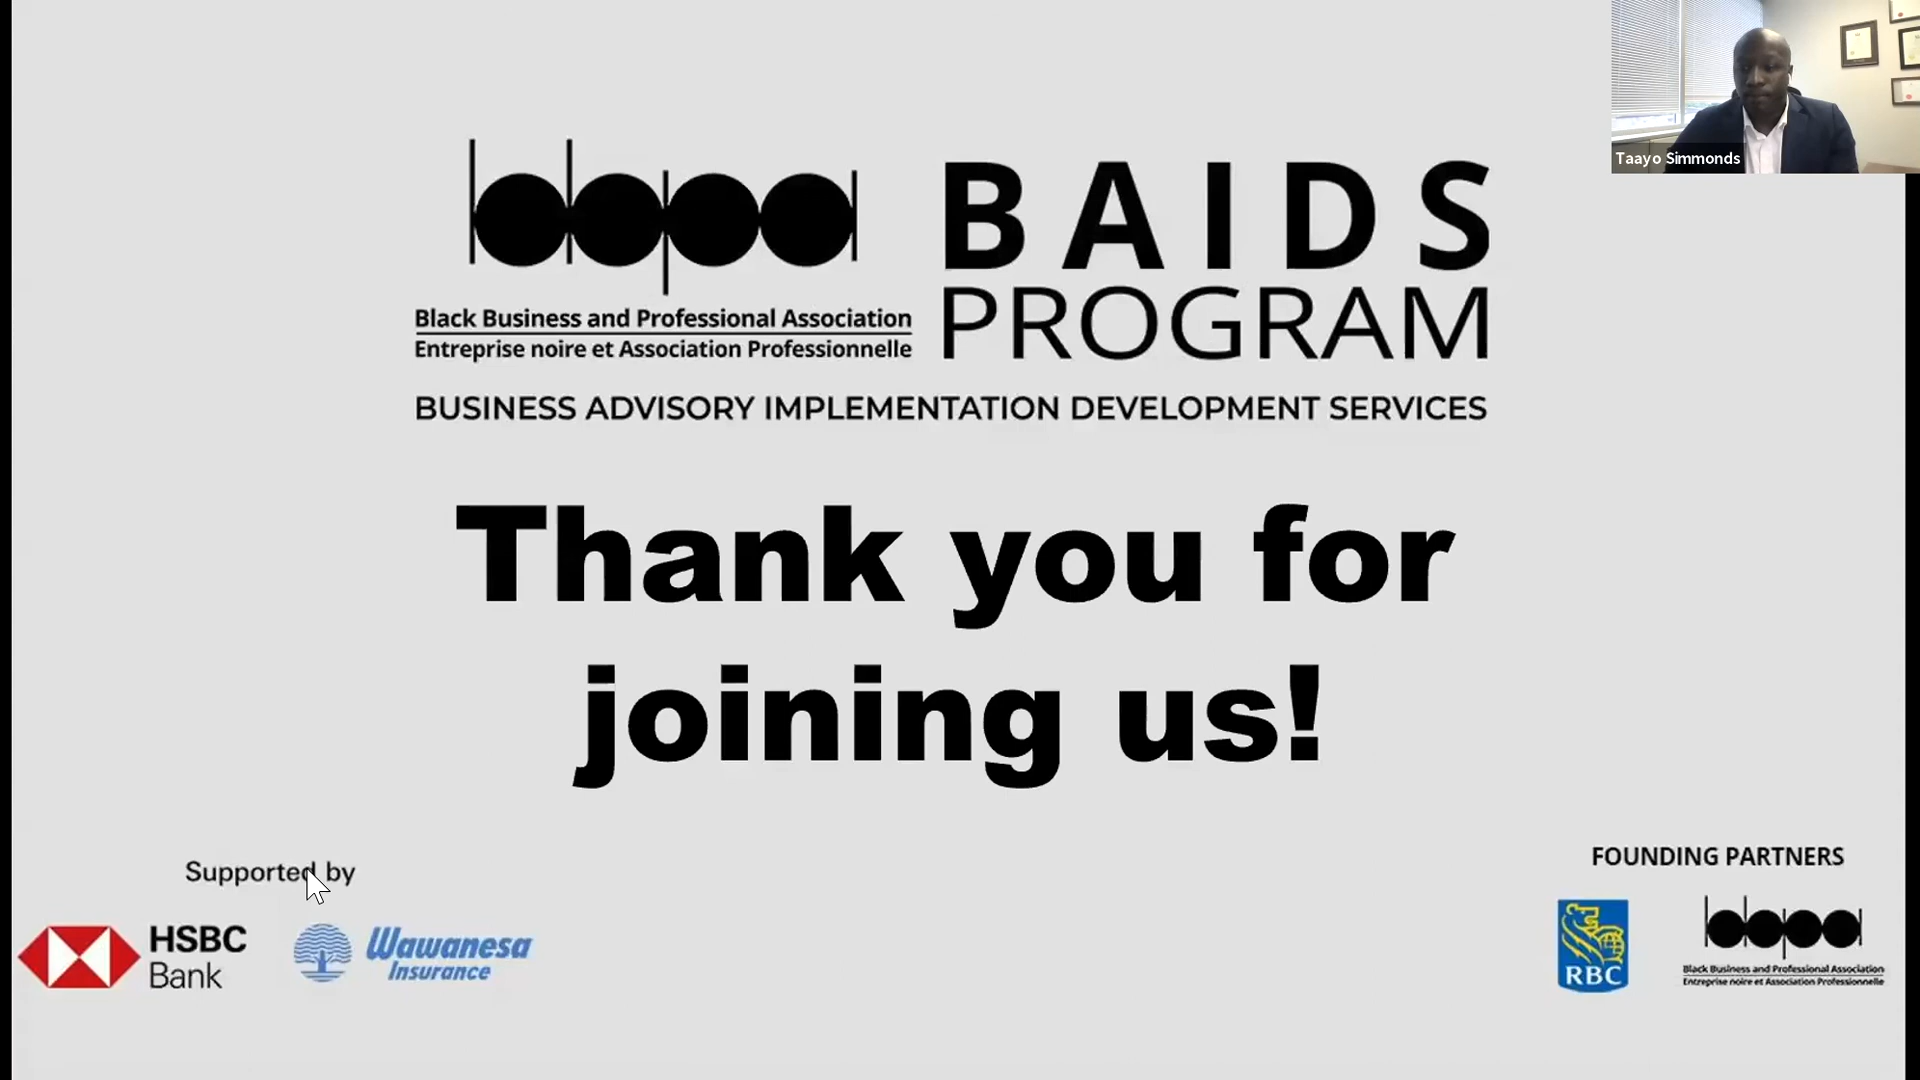 Taayo Simmonds
bbpa
BAIDS
PROGRAM
Black Business and Professional Association
Entreprise noire et Association Professionnelle
BUSINESS ADVISORY IMPLEMENTATION DEVELOPMENT SERVICES
Thank you for
joining us!
Supported by
HSBC
Bank
Wawanesa
Insurance
FOUNDING PARTNERS
RBC
bbpa
Black Business and Professional Association
Entreprise noire et Association Professionnelle